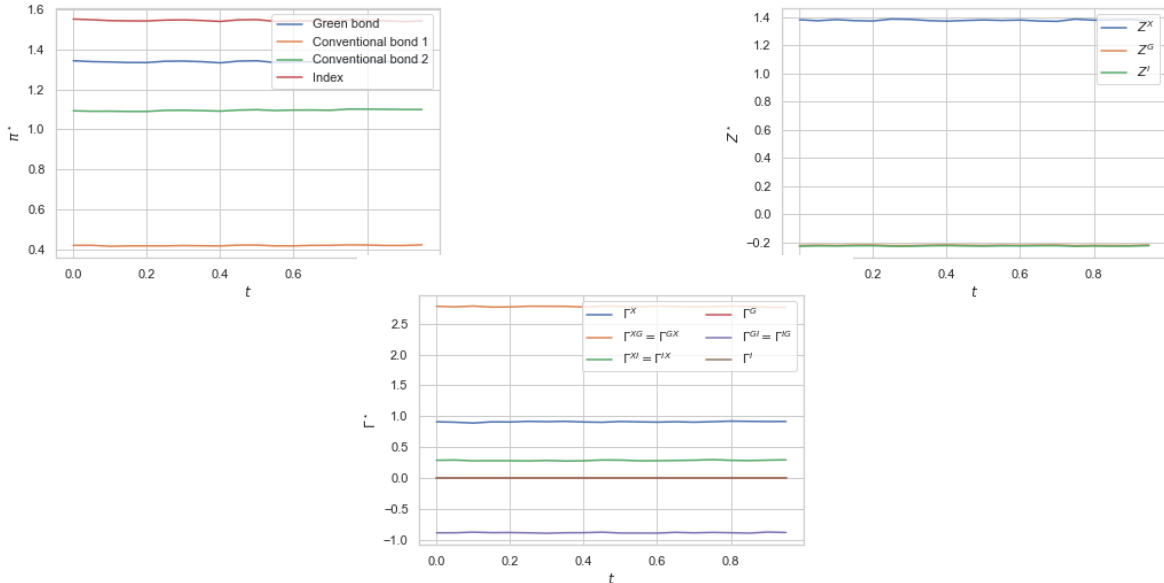 1.6
1.4
1.2
1.0
0.8
0.6
0.4
π*
Green bond
Conventional bond 1
Conventional bond 2
Index
0.0 0.2 0.4 0.6
t
1.4
1.2
1.0
0.8
0.6
0.4
0.2
0.0
−0.2
Z*
Z^X
Z^G
Z^I
0.2 0.4 0.6 0.8
t
2.5
2.0
1.5
1.0
0.5
0.0
−0.5
−1.0
Γ*
Γ^X Γ^G
Γ^XG = Γ^GX Γ^GI = Γ^IG
Γ^XI = Γ^IX Γ^I
0.0 0.2 0.4 0.6 0.8
t